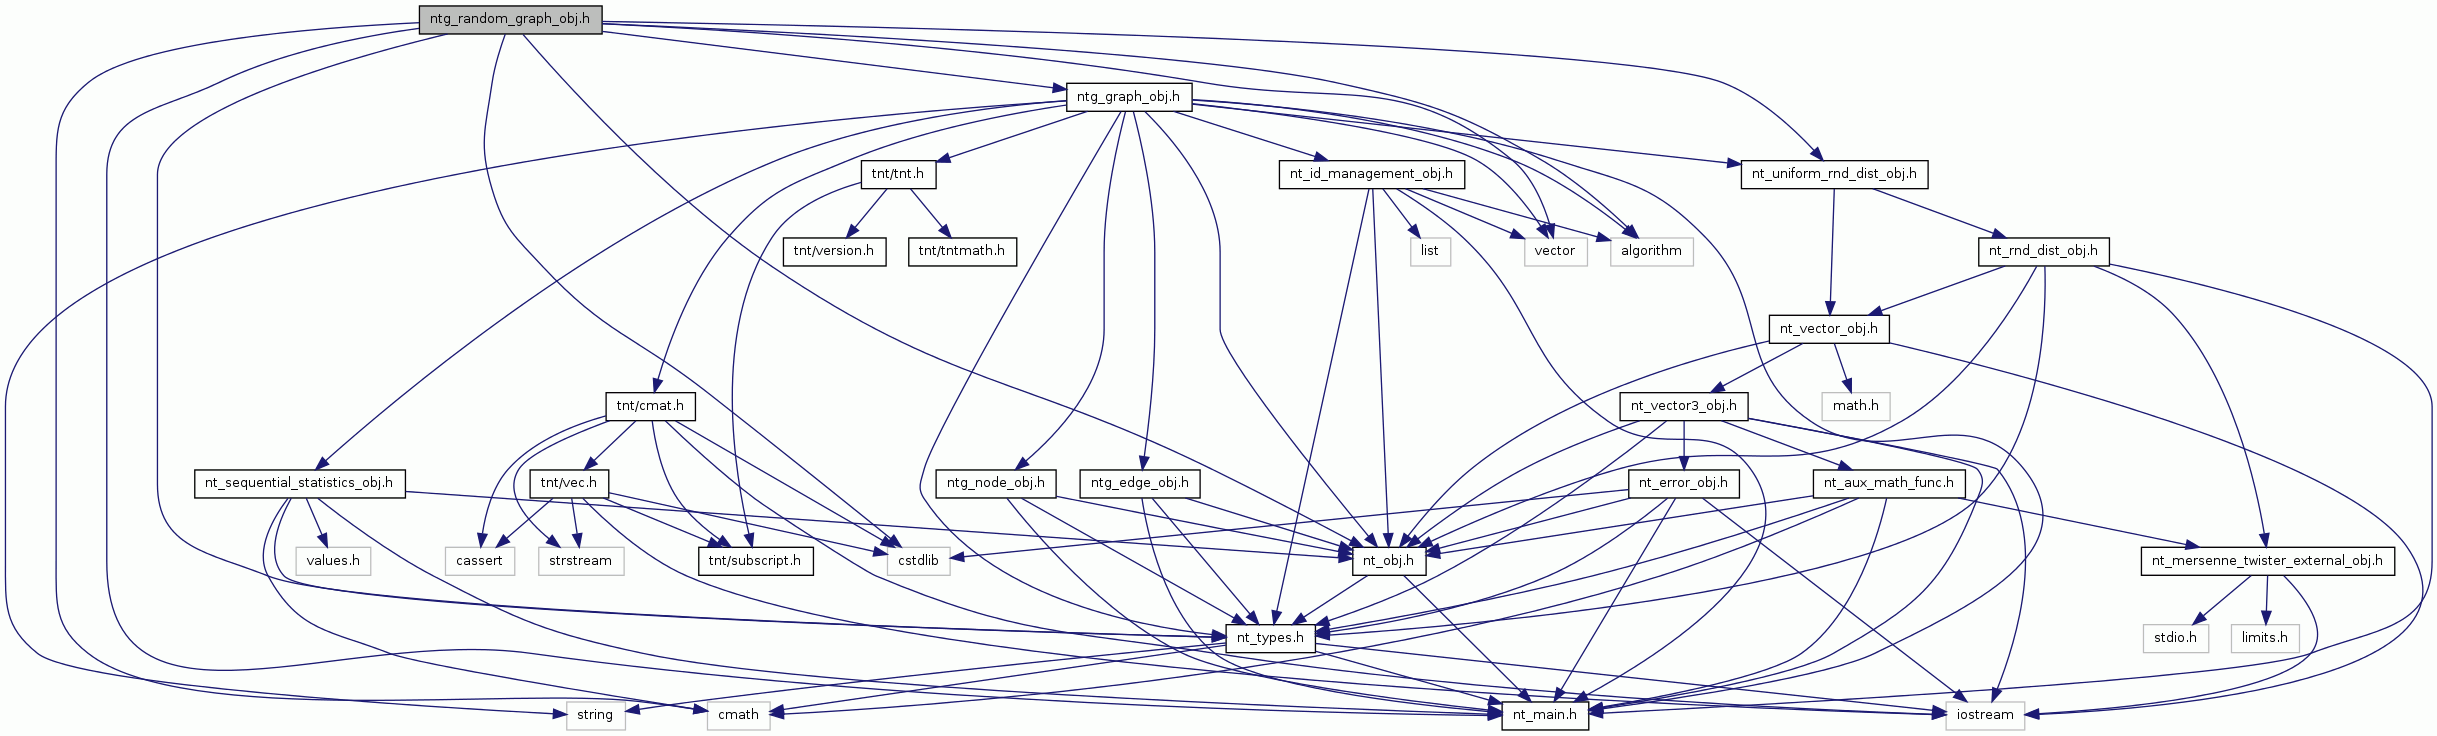 ntg_random_graph_obj.h
ntg_graph_obj.h
tnt/tnt.h
nt_id_management_obj.h
nt_uniform_rnd_dist_obj.h
tnt/version.h
tnt/tntmath.h
list
vector
algorithm
nt_rnd_dist_obj.h
nt_vector_obj.h
tnt/cmat.h
nt_vector3_obj.h
math.h
nt_sequential_statistics_obj.h
tnt/vec.h
ntg_node_obj.h
ntg_edge_obj.h
nt_error_obj.h
nt_aux_math_func.h
values.h
cassert
strstream
tnt/subscript.h
cstdlib
nt_obj.h
nt_mersenne_twister_external_obj.h
nt_types.h
stdio.h
limits.h
string
cmath
nt_main.h
iostream